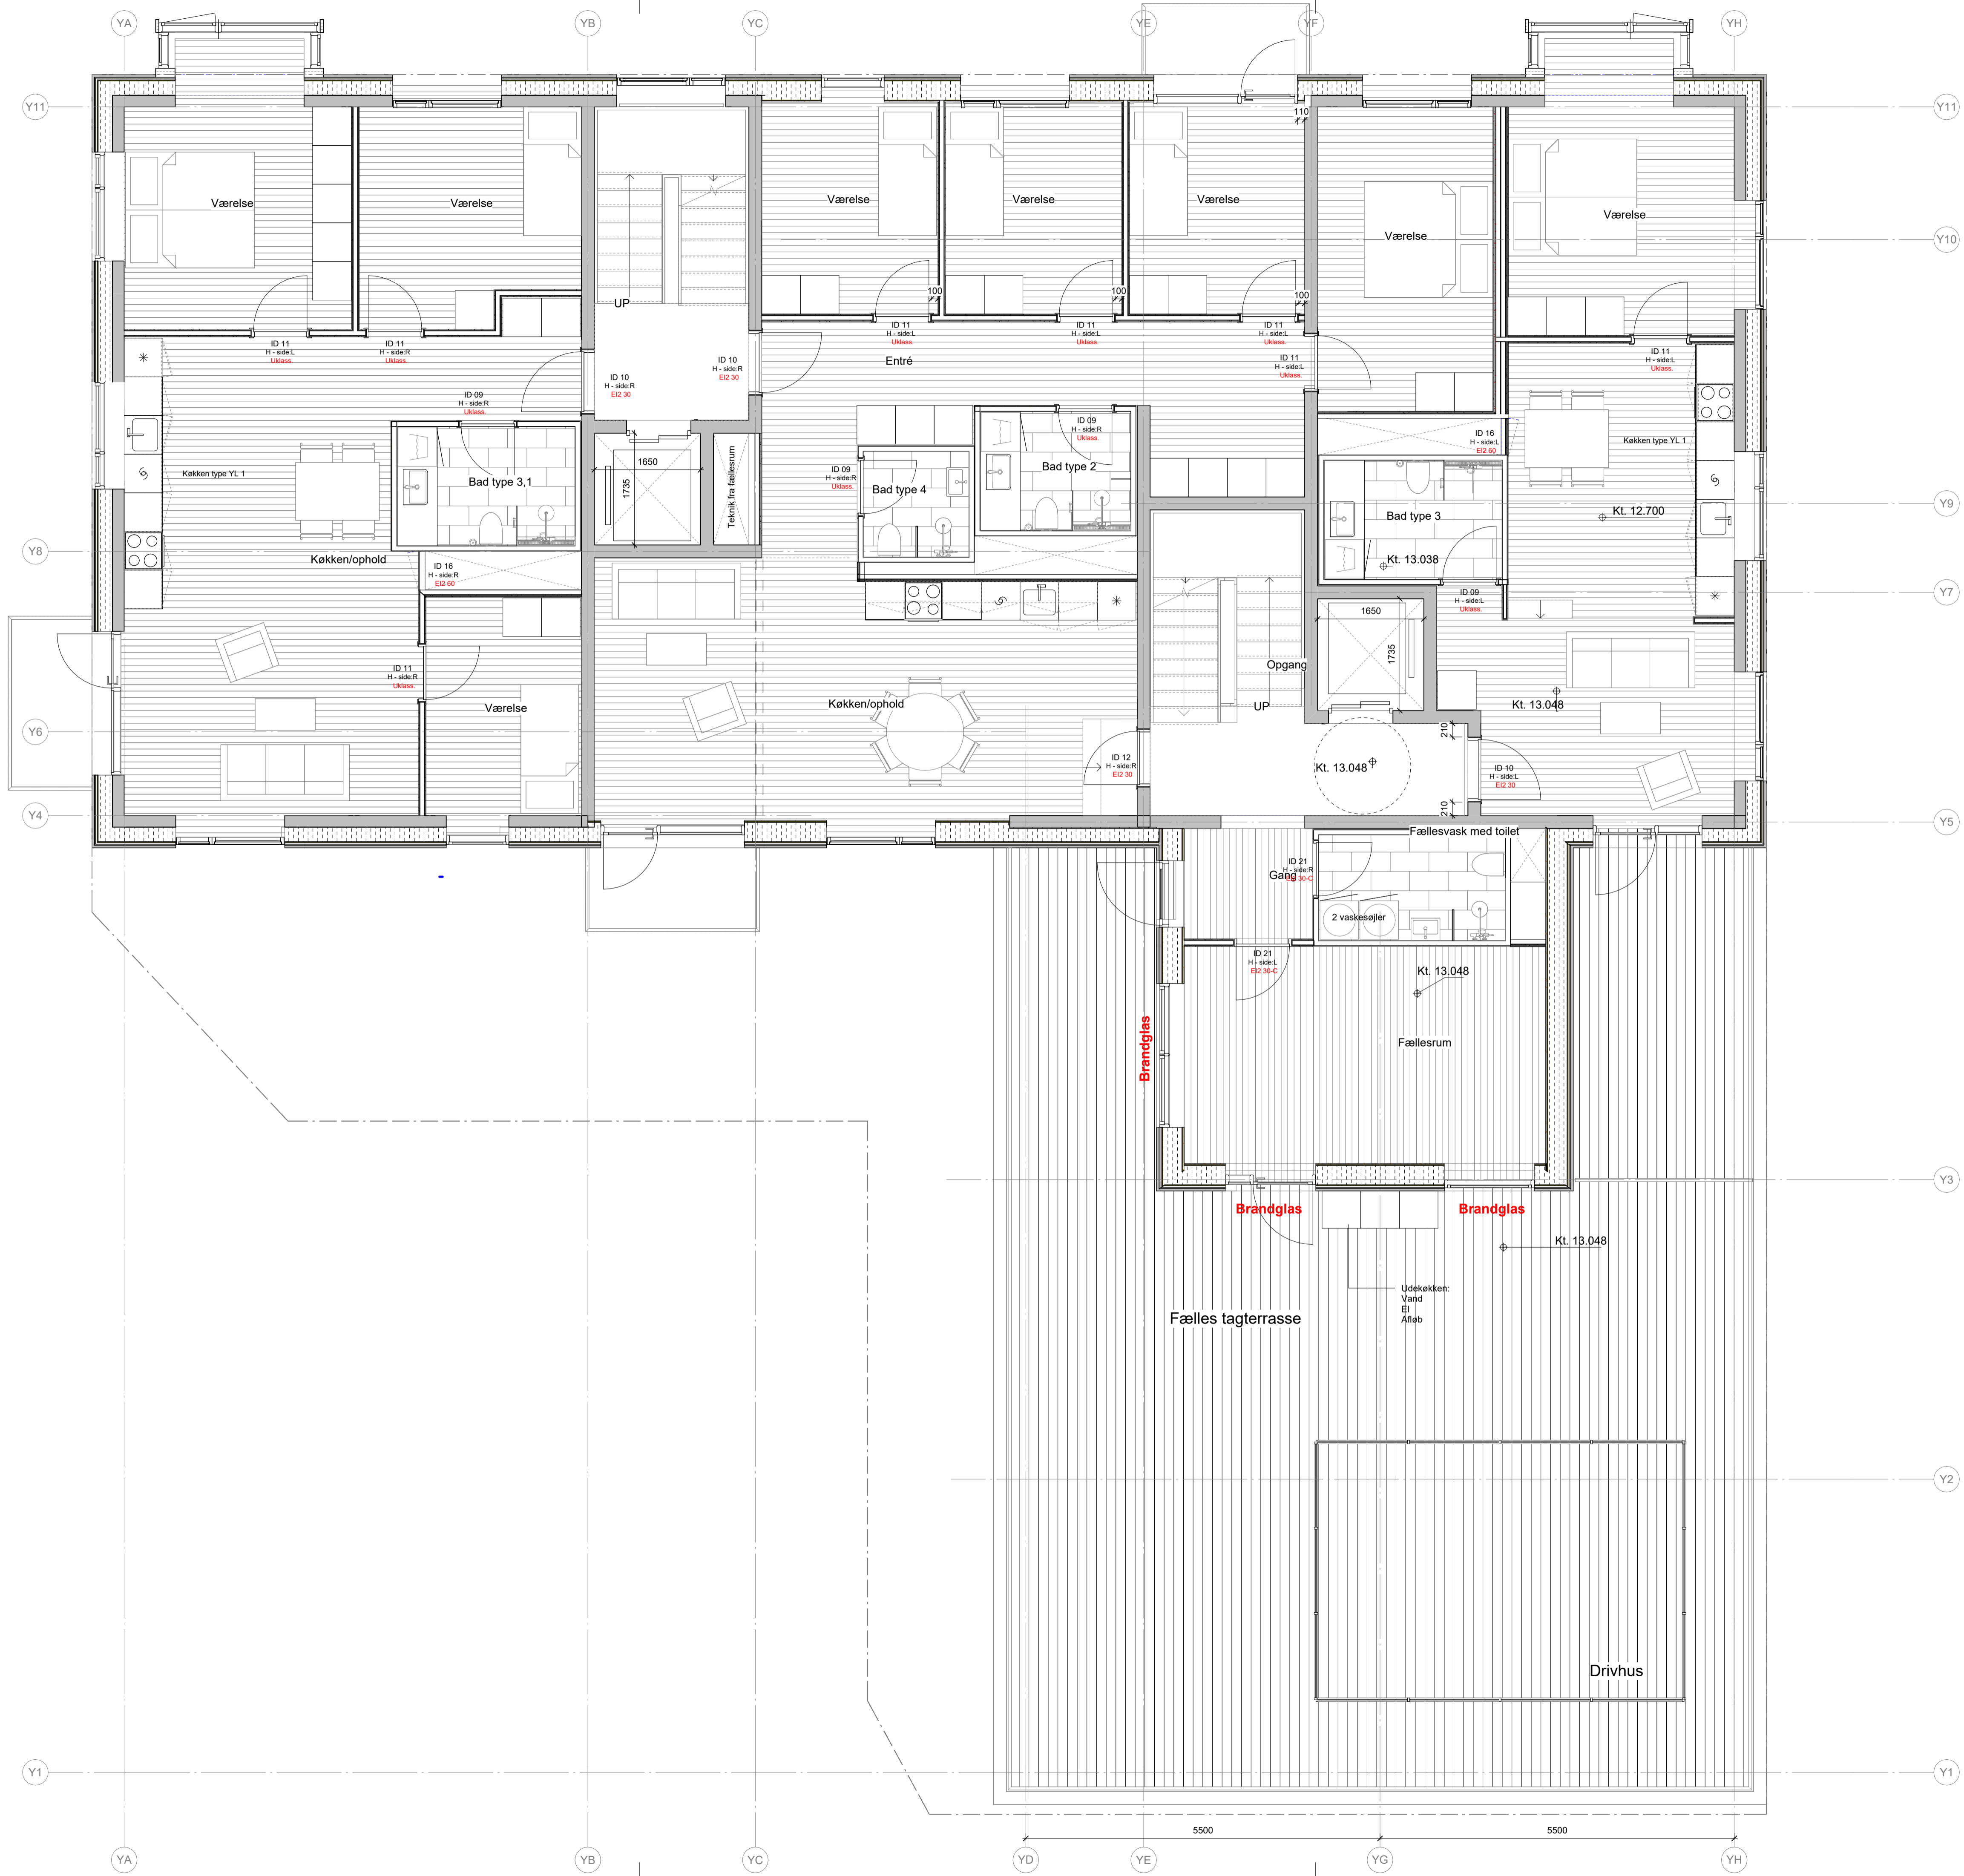 YA
YB
YC
YE
YF
YH
Y11
Y11
110
Værelse
Værelse
Værelse
Værelse
Værelse
Værelse
Værelse
Y10
UP
100
100
100
ID 11
H - side:L
Uklass.
ID 11
H - side:R
Uklass.
ID 10
H - side:R
EI2 30
ID 10
H - side:R
EI2 30
ID 11
H - side:L
Uklass.
ID 11
H - side:L
Uklass.
ID 11
H - side:L
Uklass.
ID 11
H - side:L
Uklass.
ID 11
H - side:L
Uklass.
Entré
ID 09
H - side:R
Uklass.
ID 09
H - side:R
Uklass.
ID 09
H - side:R
Uklass.
ID 16
H - side:L
EI2 60
Køkken type YL 1
Køkken type YL 1
Bad type 3,1
1650
1735
Teknik fra fællesrum
Bad type 4
Bad type 2
Bad type 3
Kt. 12.700
Kt. 13.038
Y9
Y8
Køkken/ophold
ID 16
H - side:R
EI2 60
ID 09
H - side:L
Uklass.
Y7
1650
1735
Opgang
UP
ID 11
H - side:R
Uklass.
Værelse
Køkken/ophold
Kt. 13.048
Y6
210
ID 12
H - side:R
EI2 30
Kt. 13.048
ID 10
H - side:L
EI2 30
210
Y4
Y5
Fællesvask med toilet
ID 21
H - side:R
EI2 30-C
Gang
2 vaskesøjler
-
ID 21
H - side:L
EI2 30-C
Kt. 13.048
Brandglas
Fællesrum
Y3
Brandglas
Brandglas
Kt. 13.048
Udekøkken:
Vand
El
Afløb
Fælles tagterrasse
Y2
Drivhus
Y1
Y1
5500
5500
YA
YB
YC
YD
YE
YG
YH